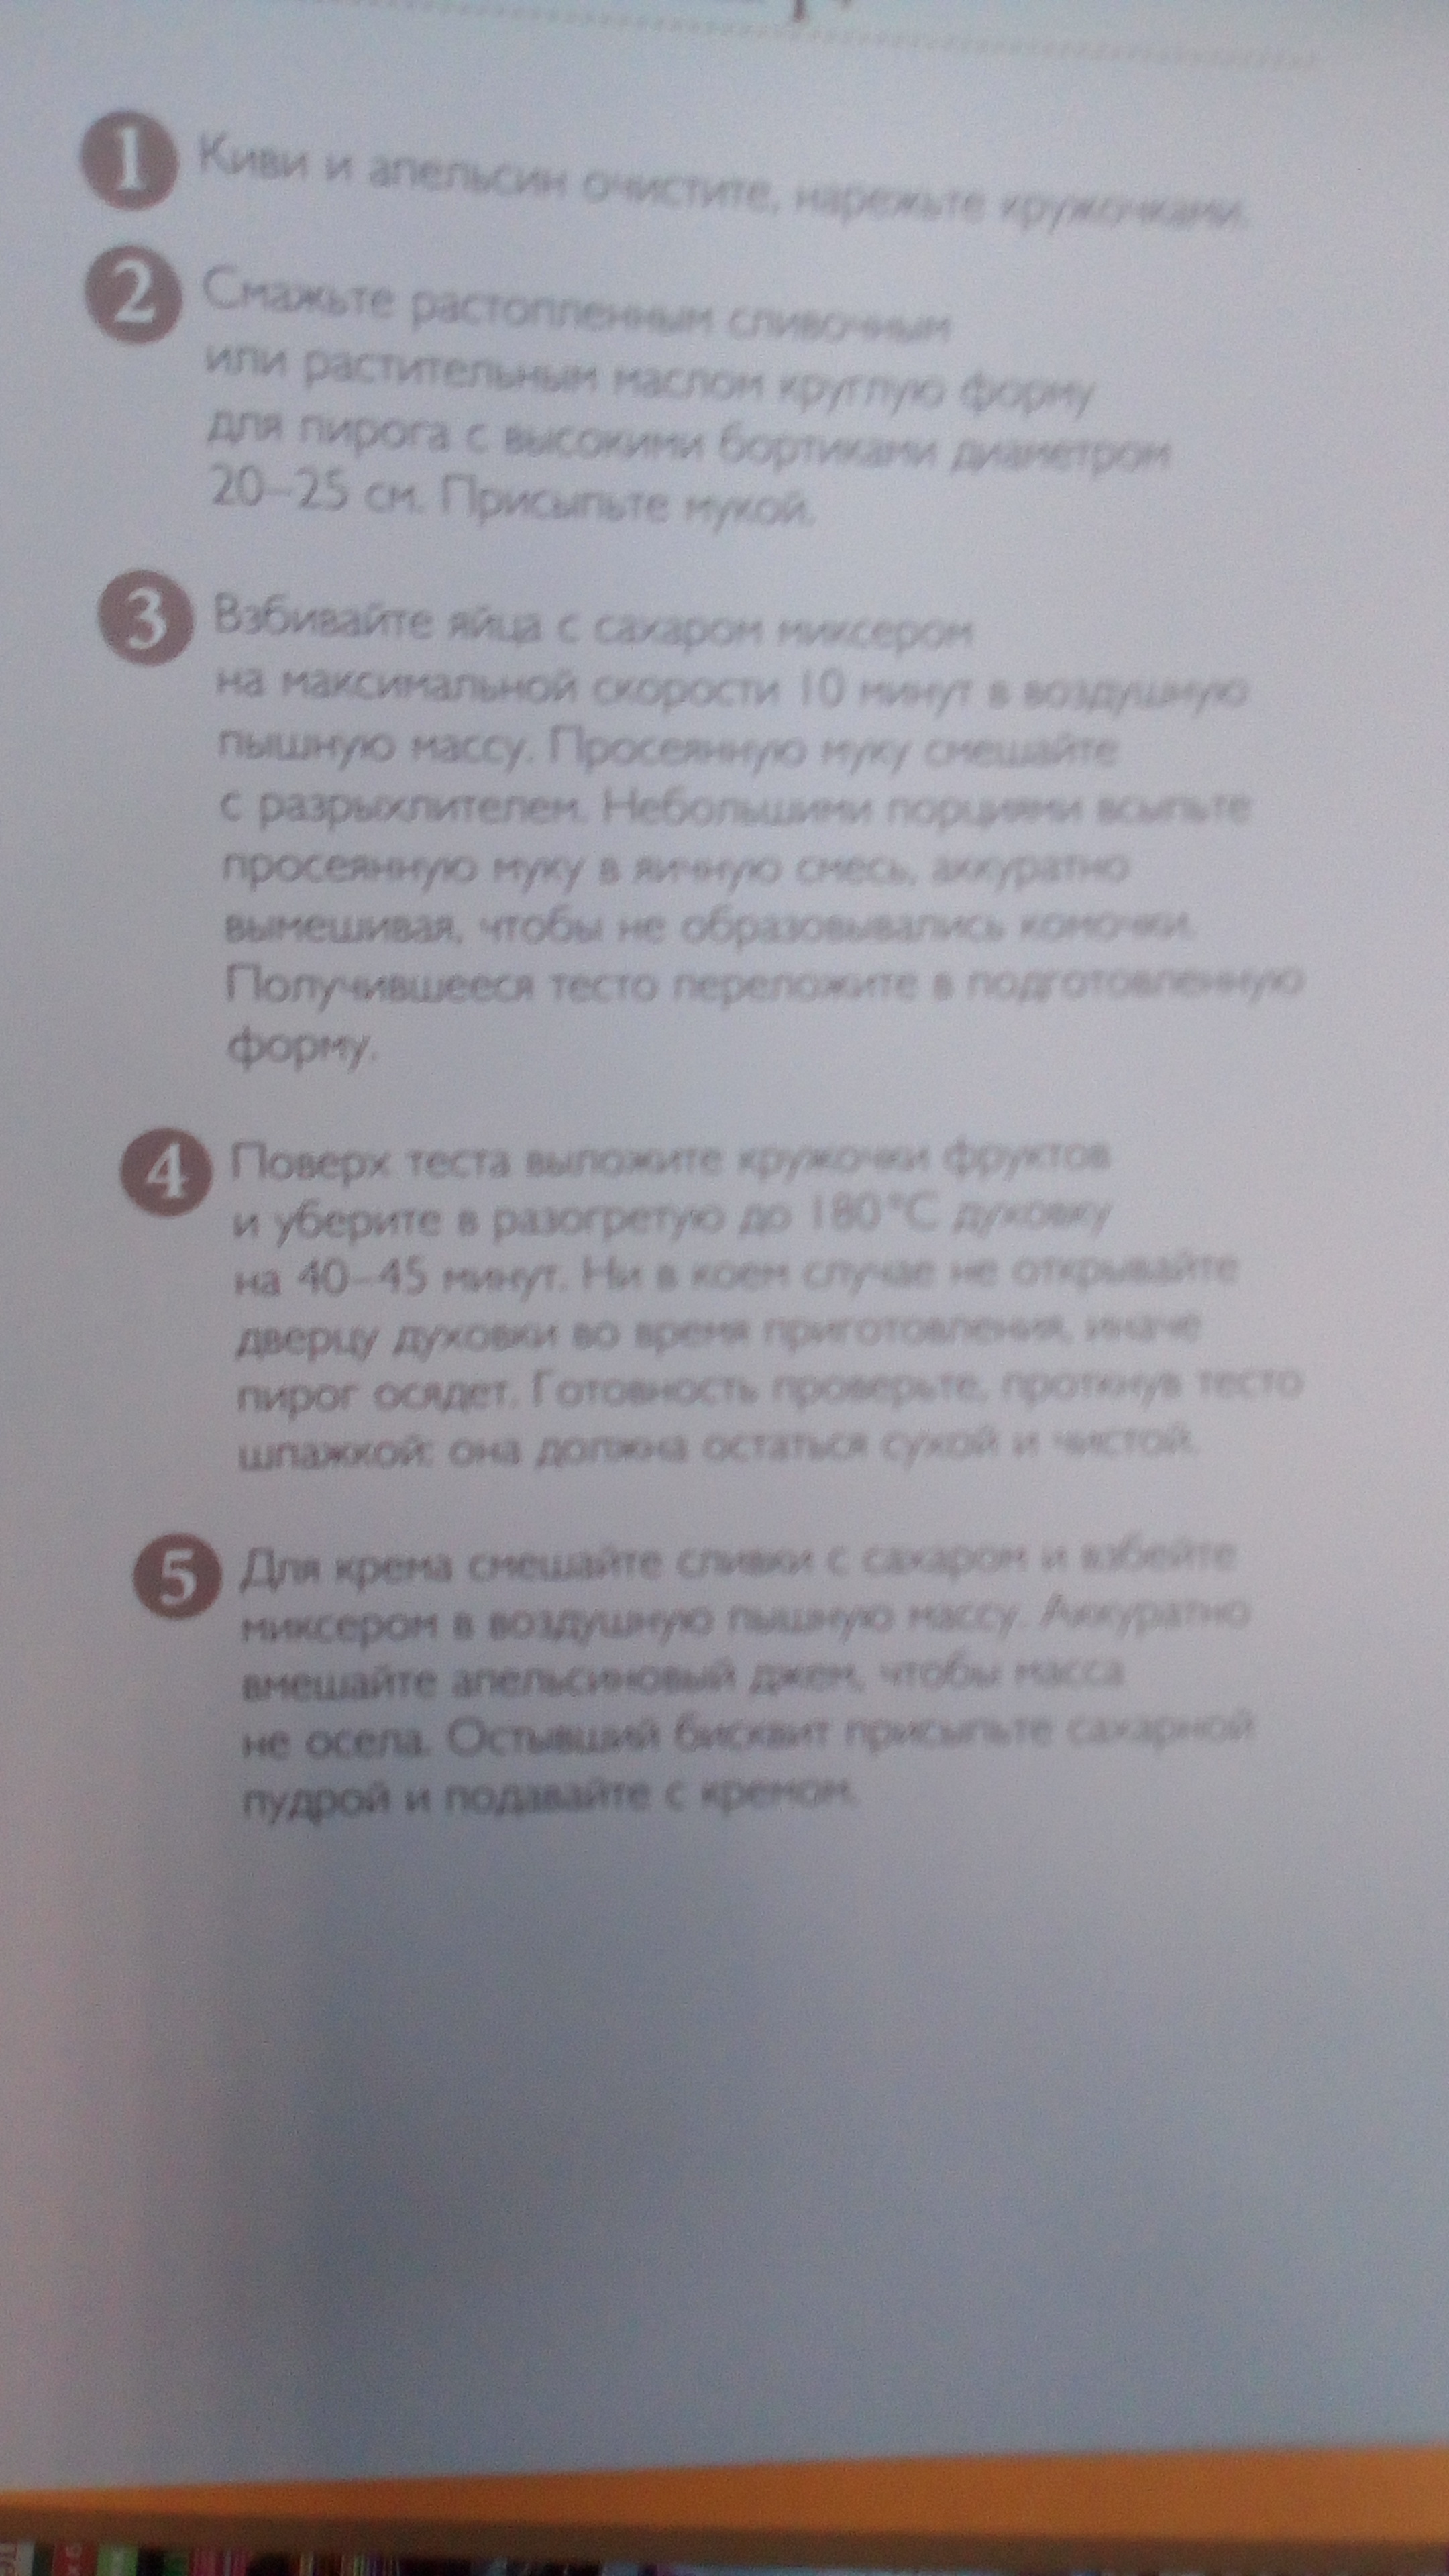 1 Киви и апельсин очистите, нарежьте кружочками.
2 Смажьте растопленным сливочным
или растительным маслом круглую форму
для пирога с высокими бортиками диаметром
20–25 см. Присыпьте мукой.
3 Взбивайте яйца с сахаром миксером
на максимальной скорости 10 минут в воздушную
пышную массу. Просеянную муку смешайте
с разрыхлителем. Небольшими порциями всыпьте
просеянную муку в яичную смесь, аккуратно
вымешивая, чтобы не образовывались комочки.
Получившееся тесто переложите в подготовленную
форму.
4 Поверх теста выложите кружочки фруктов
и уберите в разогретую до 180 °С духовку
на 40–45 минут. Ни в коем случае не открывайте
дверцу духовки во время приготовления, иначе
пирог осядет. Готовность проверьте, проткнув тесто
шпажкой: она должна остаться сухой и чистой.
5 Для крема смешайте сливки с сахаром и взбейте
миксером в воздушную пышную массу. Аккуратно
вмешайте апельсиновый джем, чтобы масса
не осела. Остывший бисквит присыпьте сахарной
пудрой и подавайте с кремом.